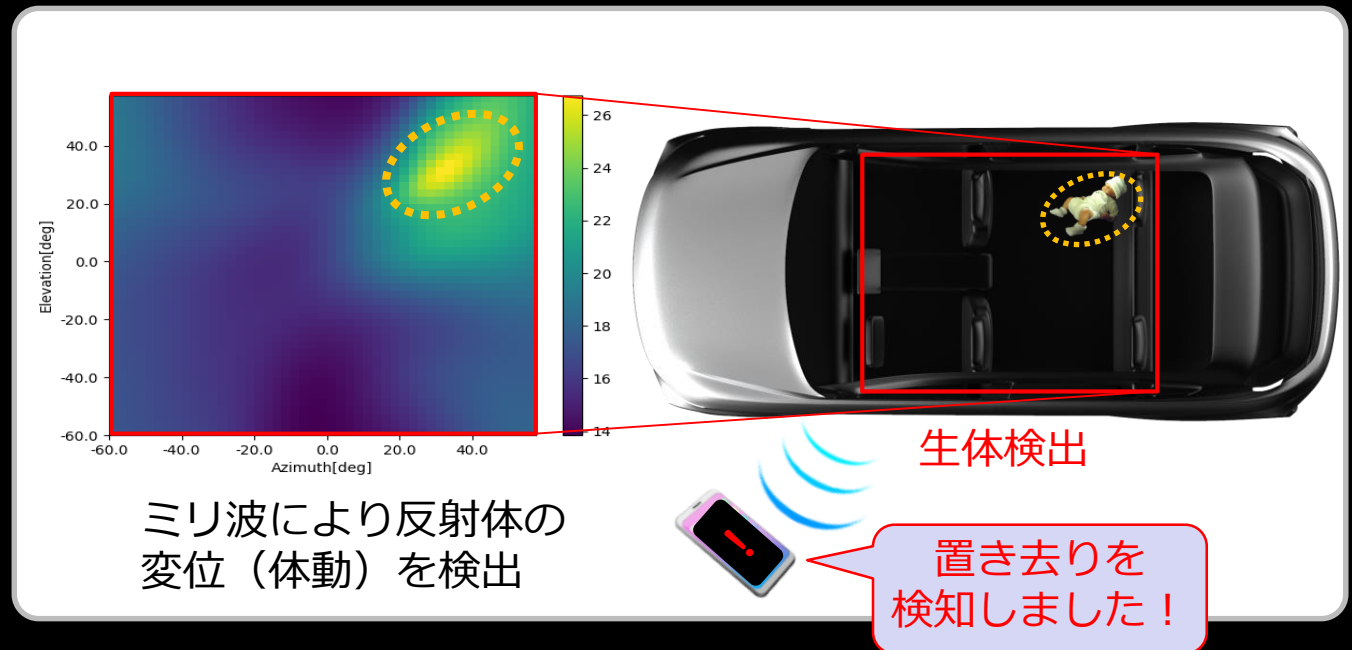 40.0
20.0
0.0
-20.0
-40.0
-60.0
Elevation[deg]
-60.0
-40.0
-20.0
0.0
20.0
40.0
Azimuth[deg]
26
24
22
20
18
16
14
生体検出
ミリ波により反射体の
変位（体動）を検出
!
置き去りを
検知しました！